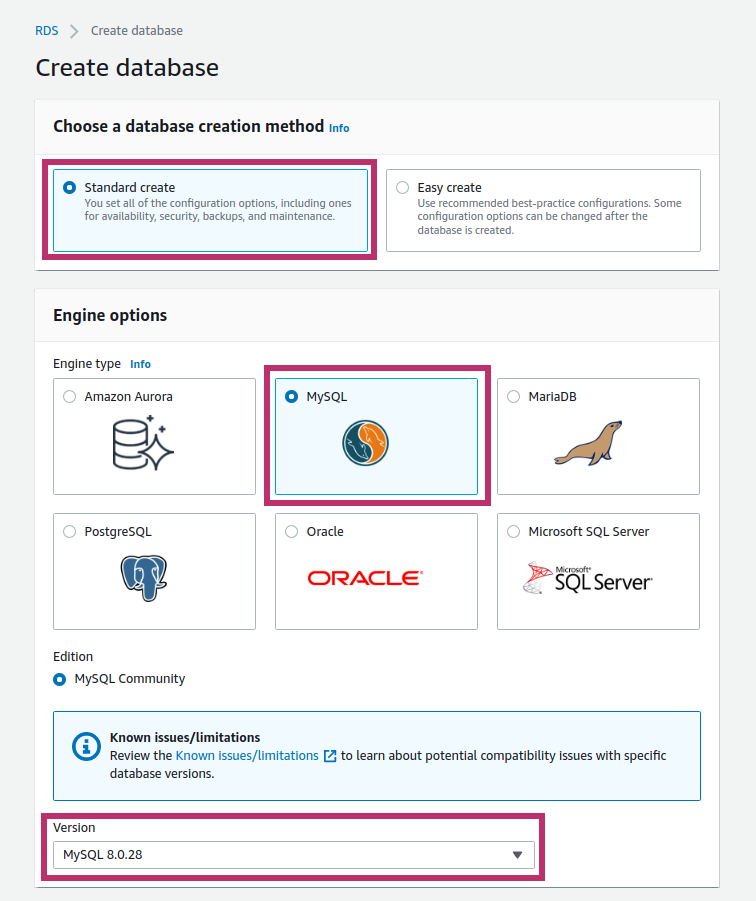 RDS > Create database
Create database
Choose a database creation method Info
Standard create
You set all of the configuration options, including ones
for availability, security, backups, and maintenance.
Easy create
Use recommended best-practice configurations. Some
configuration options can be changed after the
database is created.
Engine options
Engine type Info
Amazon Aurora
MySQL
MariaDB
PostgreSQL
Oracle
ORACLE
Microsoft SQL Server
Microsoft®
SQL Server
Edition
MySQL Community
Known issues/limitations
Review the Known issues/limitations to learn about potential compatibility issues with specific
database versions.
Version
MySQL 8.0.28